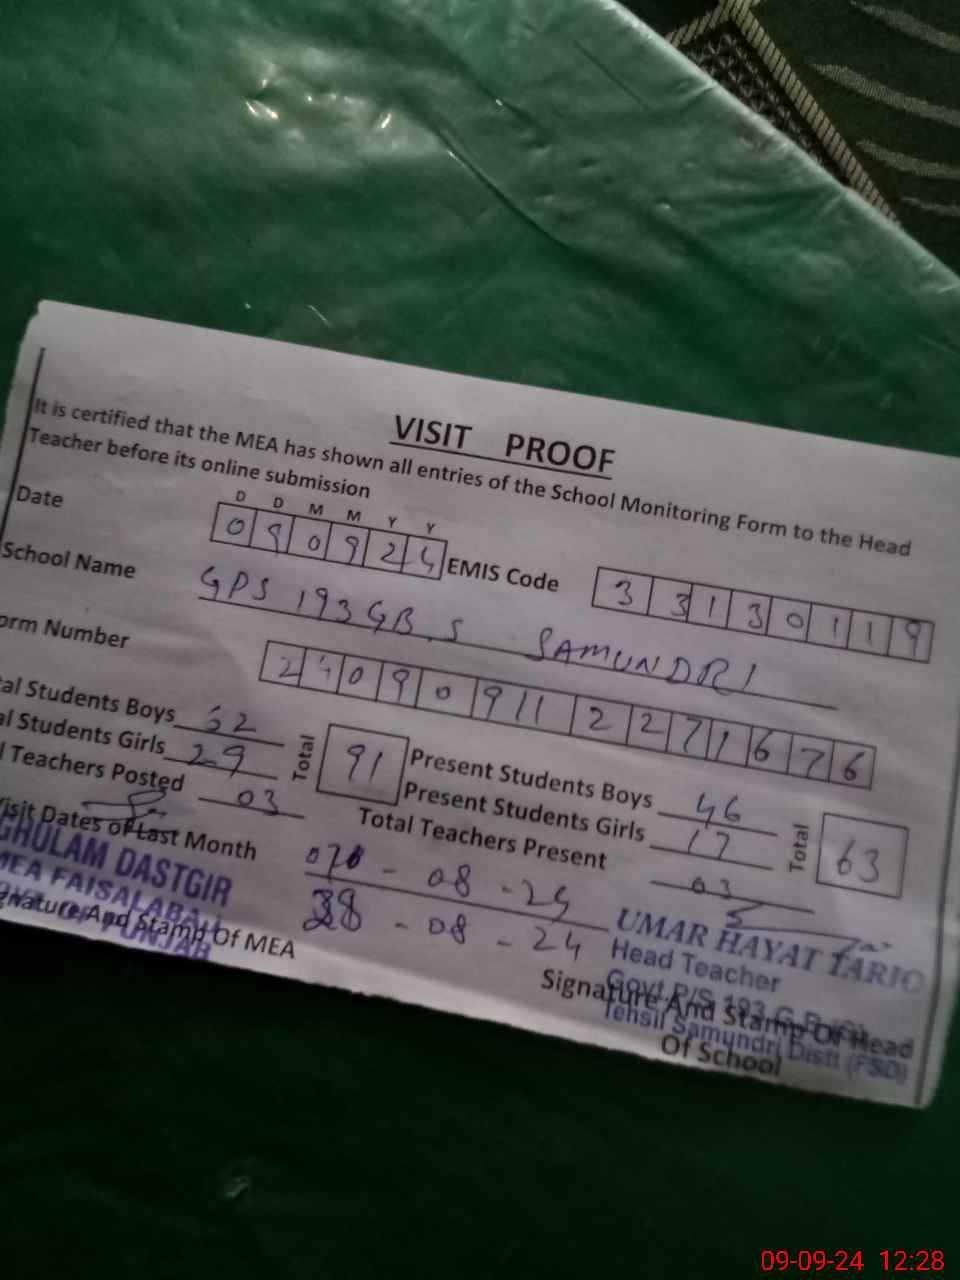 VISIT PROOF
It is certified that the MEA has shown all entries of the School Monitoring Form to the Head
Teacher before its online submission
D D M M Y Y
Date 0 9 0 9 2 4 EMIS Code 3 3 1 3 0 1 1 9
School Name GPS 193 GB.S SAMUNDRI
orm Number 2 4 0 9 0 9 11 2 2 7 1 6 7 6
al Students Boys 62 Total 91 Present Students Boys 46 Total 63
al Students Girls 29 Present Students Girls 17
l Teachers Posted 03 Total Teachers Present 03
isit Dates of Last Month -08-24
28-08-24
GHULAM DASTGIR
MEA FAISALABAD
PUNJAB
gnature And Stamp Of MEA
UMAR HAYAT TARIQ
Head Teacher
Govt.P/S 193 G.B
Tehsil Samundri Distt (FSD)
Signature And Stamp Of Head
Of School
09-09-24 12:28